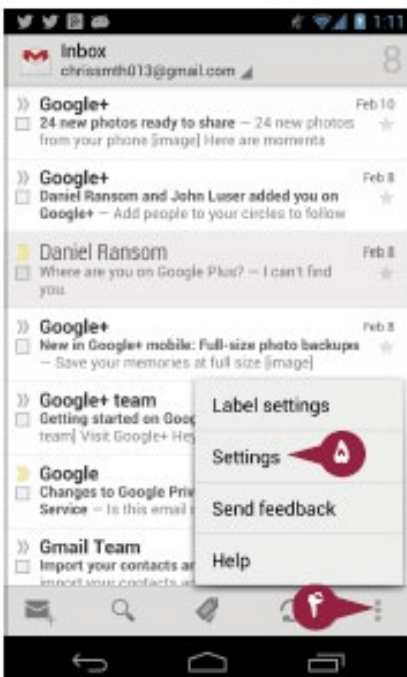 1:11
Inbox
chrissmth013@gmail.com
8
Google+ Feb 10
24 new photos ready to share – 24 new photos
from your phone [image] Here are moments
Google+ Feb 8
Daniel Ransom and John Luser added you on
Google+ – Add people to your circles to follow
Daniel Ransom Feb 8
Where are you on Google Plus? – I can't find
you
Google+ Feb 8
New in Google+ mobile: Full-size photo backups
– Save your memories at full size [image]
Google+ team
Getting started on Goog
team] Visit Google+ Hey
Google
Changes to Google Priv
Service – Is this email
Gmail Team
Import your contacts an
import your contacts
Label settings
Settings
۵
Send feedback
Help
۴